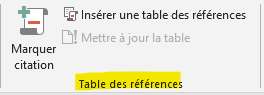 Insérer une table des références
Mettre à jour la table
Marquer
citation
Table des références